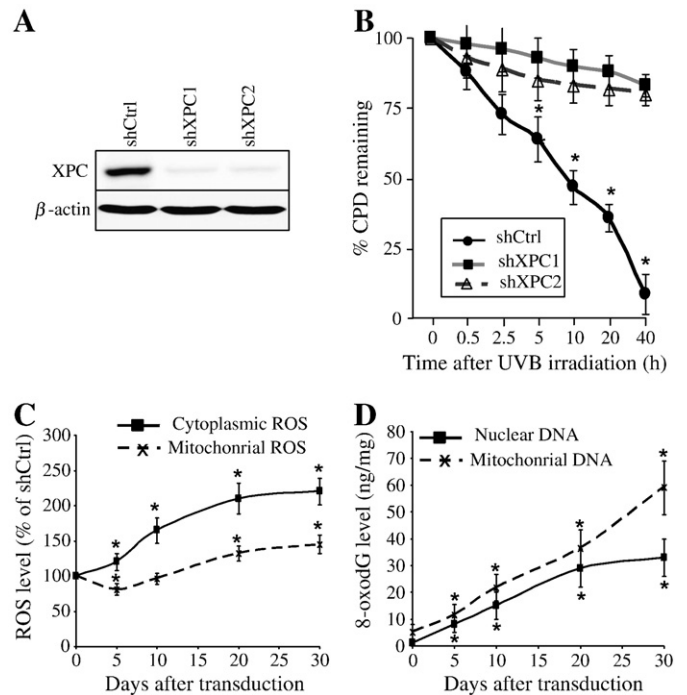 A
shCtrl
shXPC1
shXPC2
XPC
β-actin
B
% CPD remaining
100
75
50
25
0
*
*
*
*
shCtrl
shXPC1
shXPC2
0 0.5 2.5 5 10 20 40
Time after UVB irradiation (h)
C
Cytoplasmic ROS
Mitochonrial ROS
ROS level (% of shCtrl)
300
250
200
150
100
50
0
* * * *
* * *
0 5 10 20 30
Days after transduction
D
Nuclear DNA
Mitochonrial DNA
8-oxodG level (ng/mg)
80
70
60
50
40
30
20
10
0
* * * *
* * * *
0 5 10 20 30
Days after transduction